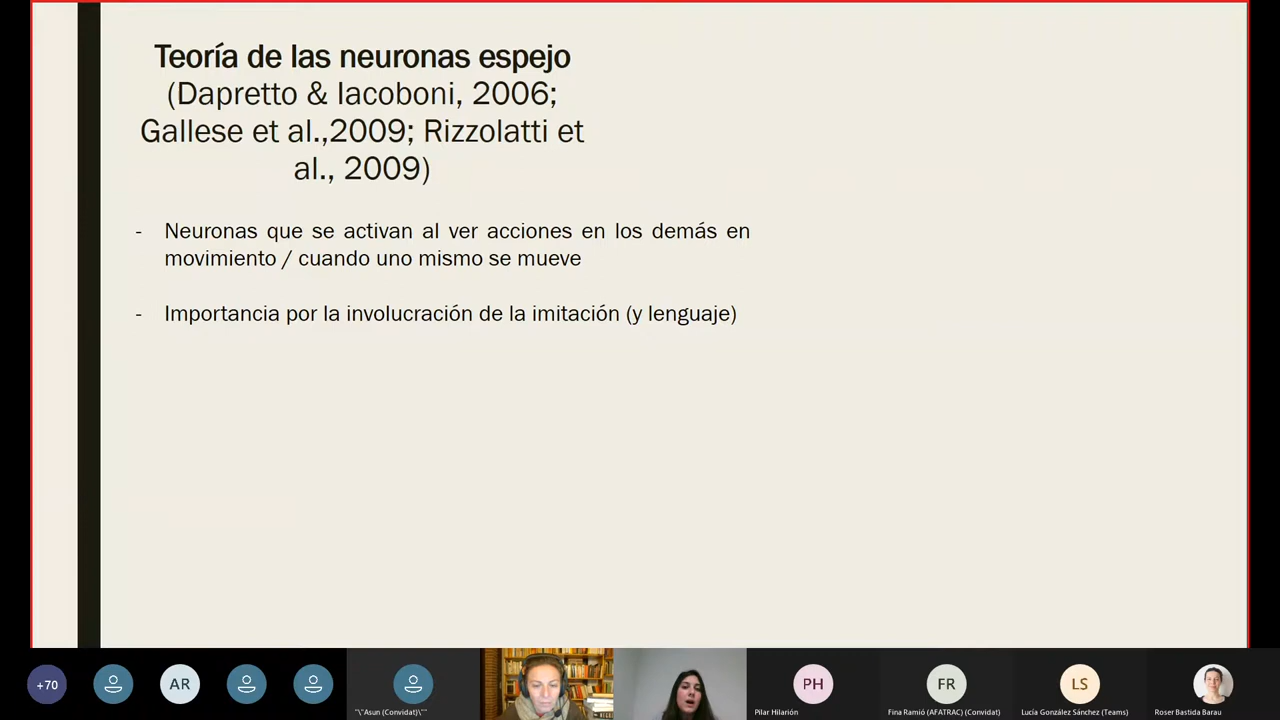 Teoría de las neuronas espejo
(Dapretto & Iacoboni, 2006;
Gallese et al.,2009; Rizzolatti et
al., 2009)
- Neuronas que se activan al ver acciones en los demás en
movimiento / cuando uno mismo se mueve
- Importancia por la involucración de la imitación (y lenguaje)
+70
AR
"\"Asun (Convidat)\""
PH
Pilar Hilarión
FR
Fina Ramió (AFATRAC) (Convidat)
LS
Lucía González Sánchez (Teams)
Roser Bastida Barau